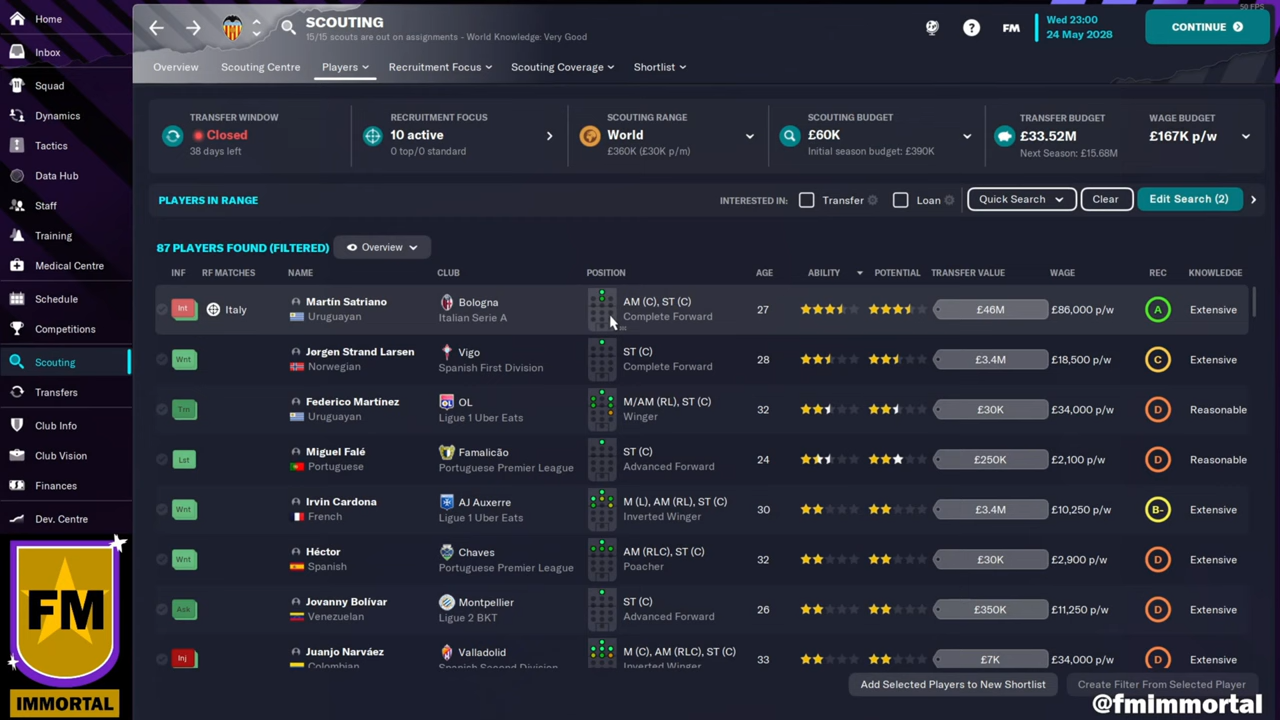 50 FPS
Home
Inbox
Squad
Dynamics
Tactics
Data Hub
Staff
Training
Medical Centre
Schedule
Competitions
Scouting
Transfers
Club Info
Club Vision
Finances
Dev. Centre
FM
IMMORTAL
SCOUTING
15/15 scouts are out on assignments - World Knowledge: Very Good
? FM
Wed 23:00
24 May 2028
CONTINUE
Overview Scouting Centre Players Recruitment Focus Scouting Coverage Shortlist
TRANSFER WINDOW
Closed
38 days left
RECRUITMENT FOCUS
10 active
0 top/0 standard
SCOUTING RANGE
World
£360K (£30K p/m)
SCOUTING BUDGET
£60K
Initial season budget: £390K
TRANSFER BUDGET
£33.52M
Next Season: £15.68M
WAGE BUDGET
£167K p/w
PLAYERS IN RANGE
INTERESTED IN: Transfer Loan Quick Search Clear Edit Search (2)
87 PLAYERS FOUND (FILTERED) Overview
INF RF MATCHES NAME CLUB POSITION AGE ABILITY POTENTIAL TRANSFER VALUE WAGE REC KNOWLEDGE
Int Italy Martín Satriano Bologna AM (C), ST (C) 27 £46M £86,000 p/w A Extensive
Uruguayan Italian Serie A Complete Forward
Wnt Jørgen Strand Larsen Vigo ST (C) 28 £3.4M £18,500 p/w C Extensive
Norwegian Spanish First Division Complete Forward
Trn Federico Martínez OL M/AM (RL), ST (C) 32 £30K £34,000 p/w D Reasonable
Uruguayan Ligue 1 Uber Eats Winger
Lst Miguel Falé Famalicão ST (C) 24 £250K £2,100 p/w D Reasonable
Portuguese Portuguese Premier League Advanced Forward
Wnt Irvin Cardona AJ Auxerre M (L), AM (RL), ST (C) 30 £3.4M £10,250 p/w B- Extensive
French Ligue 1 Uber Eats Inverted Winger
Wnt Héctor Chaves AM (RLC), ST (C) 32 £30K £2,900 p/w D Extensive
Spanish Portuguese Premier League Poacher
Ask Jovanny Bolívar Montpellier ST (C) 26 £350K £11,250 p/w D Extensive
Venezuelan Ligue 2 BKT Advanced Forward
Inj Juanjo Narváez Valladolid M (C), AM (RLC), ST (C) 33 £7K £34,000 p/w D Extensive
Colombian Spanish Second Division Inverted Winger
Add Selected Players to New Shortlist Create Filter From Selected Player
@fmimmortal